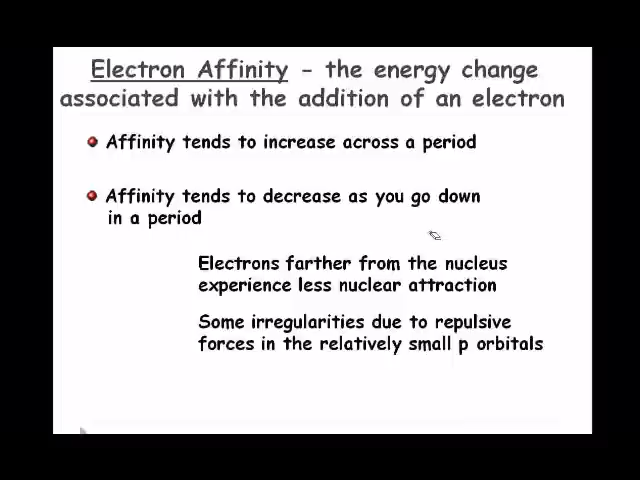 Electron Affinity - the energy change
associated with the addition of an electron
Affinity tends to increase across a period
Affinity tends to decrease as you go down
in a period
Electrons farther from the nucleus
experience less nuclear attraction
Some irregularities due to repulsive
forces in the relatively small p orbitals